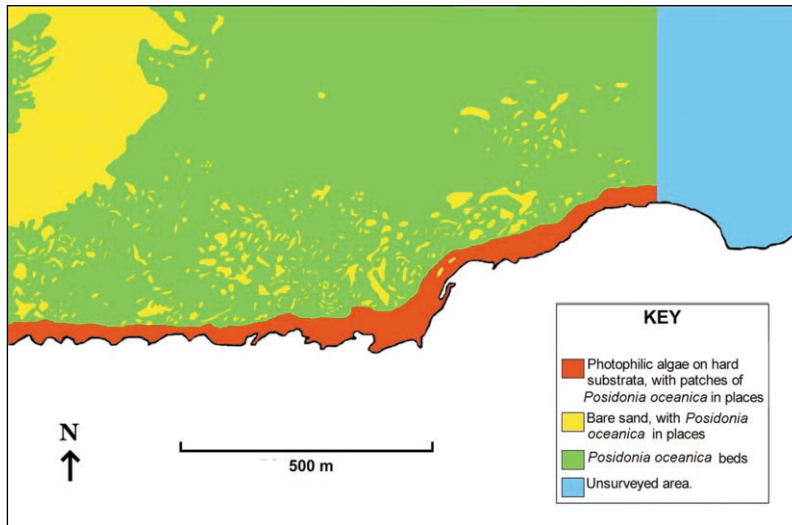 KEY
Photophilic algae on hard
substrata, with patches of
Posidonia oceanica in places
Bare sand, with Posidonia
oceanica in places
Posidonia oceanica beds
Unsurveyed area.
N
500 m